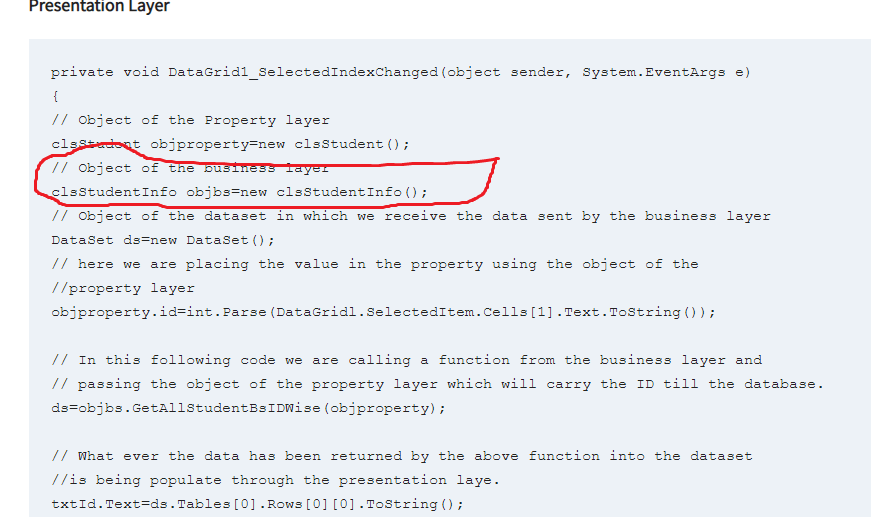 Presentation Layer
private void DataGrid1_SelectedIndexChanged(object sender, System.EventArgs e)
{
// Object of the Property layer
clsStudent objproperty=new clsStudent();
// Object of the business layer
clsStudentInfo objbs=new clsStudentInfo();
// Object of the dataset in which we receive the data sent by the business layer
DataSet ds=new DataSet();
// here we are placing the value in the property using the object of the
//property layer
objproperty.id=int.Parse(DataGrid1.SelectedItem.Cells[1].Text.ToString());
// In this following code we are calling a function from the business layer and
// passing the object of the property layer which will carry the ID till the database.
ds=objbs.GetAllStudentBsIDWise(objproperty);
// What ever the data has been returned by the above function into the dataset
//is being populate through the presentation laye.
txtId.Text=ds.Tables[0].Rows[0][0].ToString();